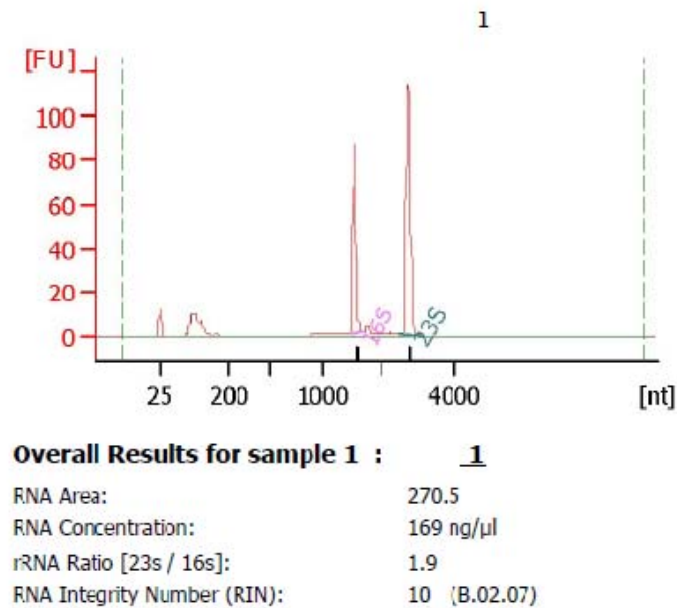 1
[FU]
100
80
60
40
20
0
16S
23S
25 200 1000 4000 [nt]
Overall Results for sample 1 : 1
RNA Area: 270.5
RNA Concentration: 169 ng/µl
rRNA Ratio [23s / 16s]: 1.9
RNA Integrity Number (RIN): 10 (B.02.07)